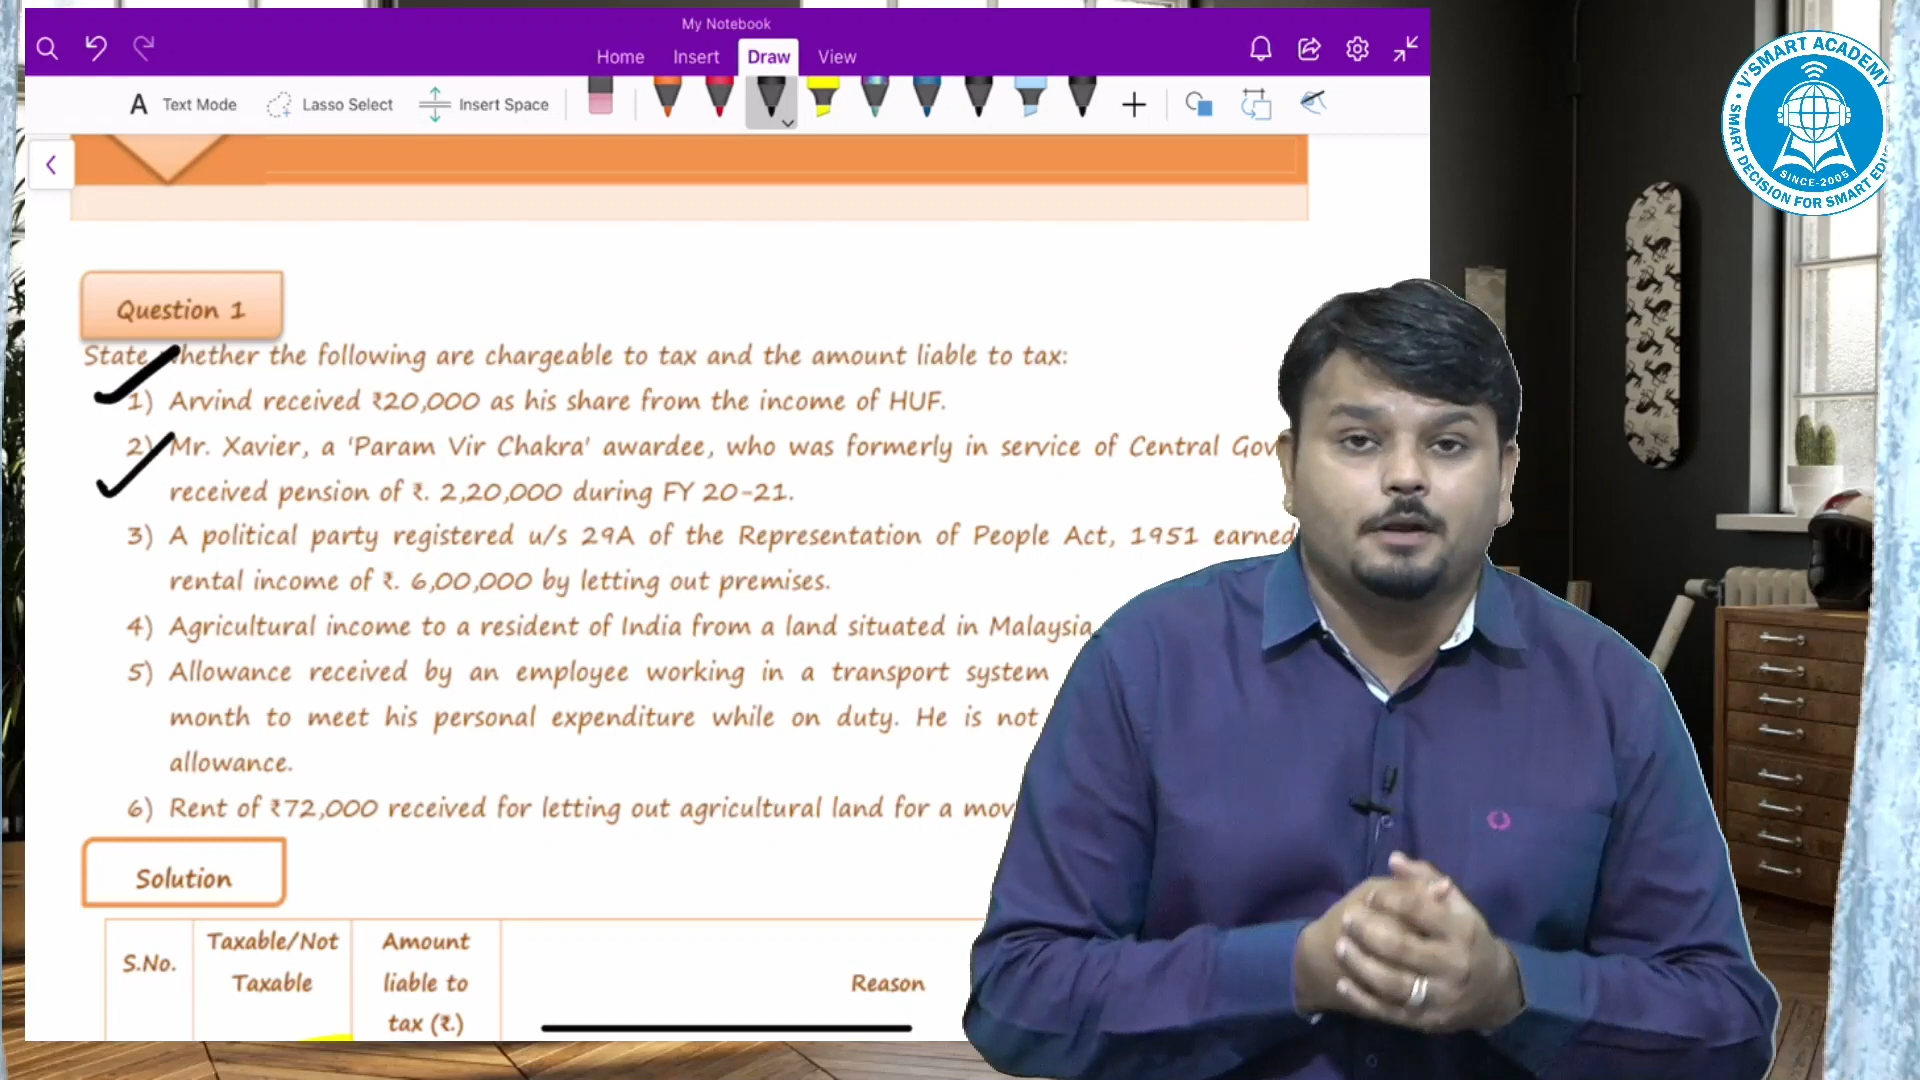 My Notebook
Home Insert Draw View
Text Mode Lasso Select Insert Space
Question 1
State whether the following are chargeable to tax and the amount liable to tax:
1) Arvind received ₹20,000 as his share from the income of HUF.
2) Mr. Xavier, a 'Param Vir Chakra' awardee, who was formerly in service of Central Gov
received pension of ₹. 2,20,000 during FY 20-21.
3) A political party registered u/s 29A of the Representation of People Act, 1951 earned
rental income of ₹. 6,00,000 by letting out premises.
4) Agricultural income to a resident of India from a land situated in Malaysia.
5) Allowance received by an employee working in a transport system
month to meet his personal expenditure while on duty. He is not
allowance.
6) Rent of ₹72,000 received for letting out agricultural land for a mov
Solution
S.No. Taxable/Not Taxable Amount liable to tax (₹.) Reason
V'SMART ACADEMY
SINCE-2005
SMART DECISION FOR SMART EDU